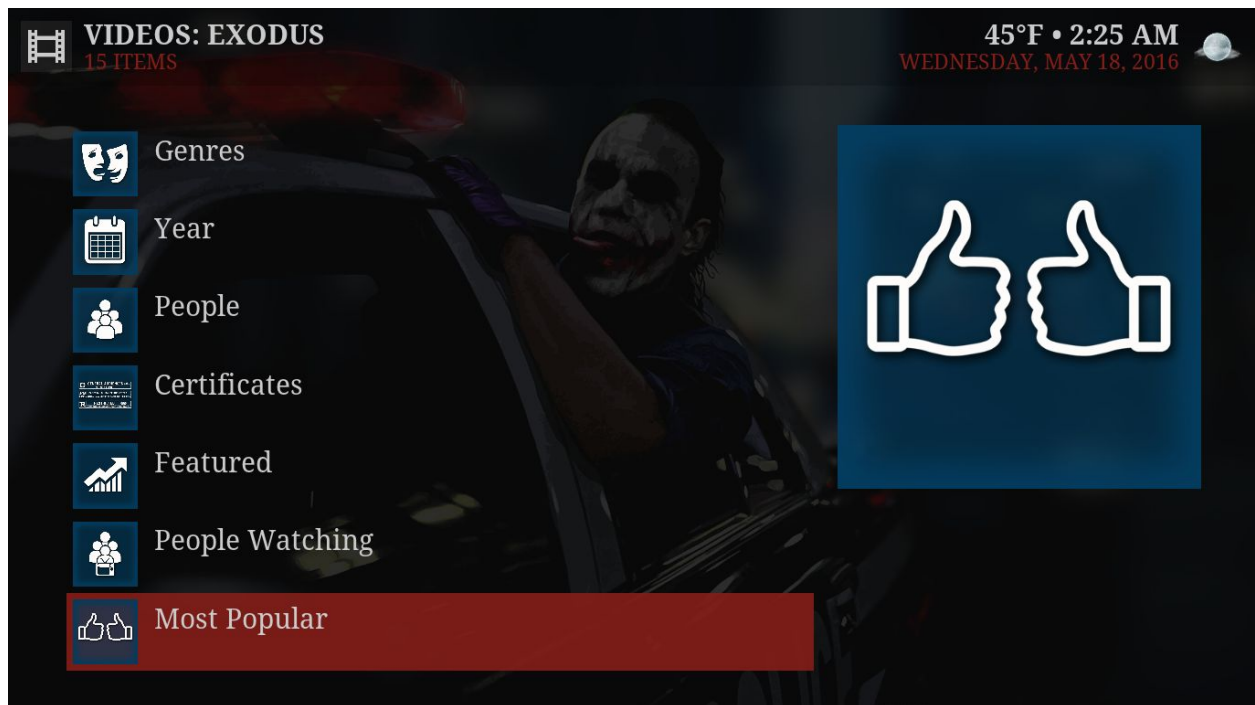 VIDEOS: EXODUS
15 ITEMS
45°F • 2:25 AM
WEDNESDAY, MAY 18, 2016
Genres
Year
People
Certificates
Featured
People Watching
Most Popular